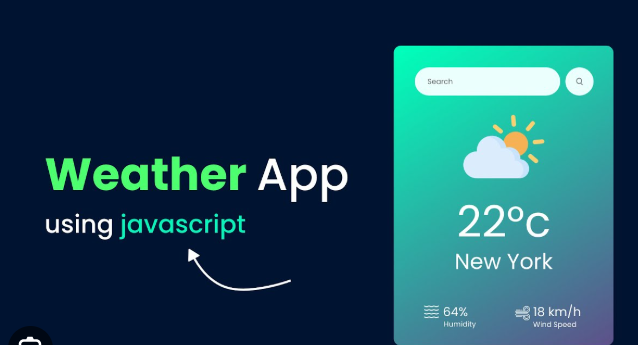 Weather App
using javascript
Search
22°c
New York
64%
Humidity
18 km/h
Wind Speed